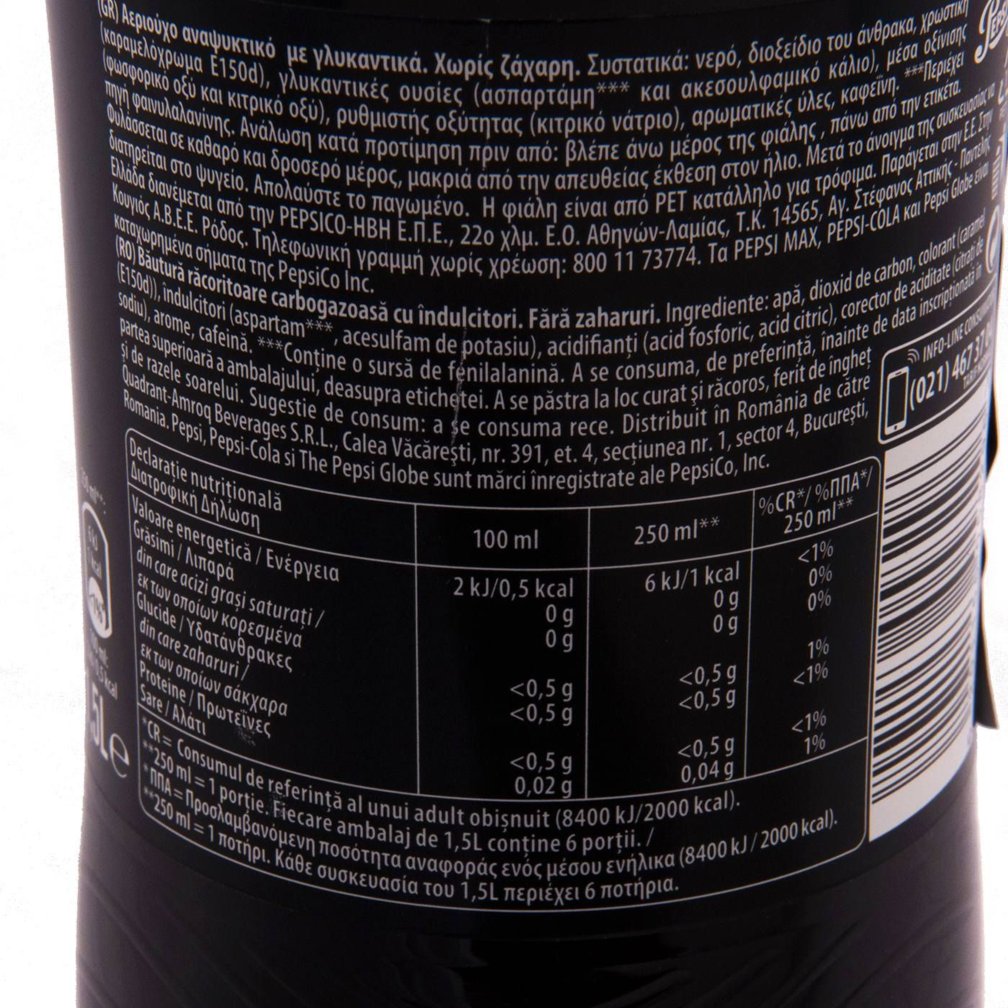 (GR) Αεριούχο αναψυκτικό με γλυκαντικά. Χωρίς ζάχαρη. Συστατικά: νερό, διοξείδιο του άνθρακα, χρωστική
(καραμελόχρωμα E150d), γλυκαντικές ουσίες (ασπαρτάμη*** και ακεσουλφαμικό κάλιο), μέσα οξίνισης
(φωσφορικό οξύ και κιτρικό οξύ), ρυθμιστής οξύτητας (κιτρικό νάτριο), αρωματικές ύλες, καφεΐνη. ***Περιέχει
πηγή φαινυλαλανίνης. Ανάλωση κατά προτίμηση πριν από: βλέπε άνω μέρος της φιάλης, πάνω από την ετικέτα.
Φυλάσσεται σε καθαρό και δροσερό μέρος, μακριά από την απευθείας έκθεση στον ήλιο. Μετά το άνοιγμα της συσκευασίας να
διατηρείται στο ψυγείο. Απολαύστε το παγωμένο. Η φιάλη είναι από PET κατάλληλο για τρόφιμα. Παράγεται στην Ε.Ε. Στην
Ελλάδα διανέμεται από την PEPSICO-HBH Ε.Π.Ε., 22ο χλμ. Ε.Ο. Αθηνών-Λαμίας, Τ.Κ. 14565, Αγ. Στέφανος Αττικής - Παντελής
Κουγιός Α.Β.Ε.Ε. Ρόδος. Τηλεφωνική γραμμή χωρίς χρέωση: 800 11 73774. Τα PEPSI MAX, PEPSI-COLA και Pepsi Globe είναι
καταχωρημένα σήματα της PepsiCo Inc.
(RO) Băutură răcoritoare carbogazoasă cu îndulcitori. Fără zaharuri. Ingrediente: apă, dioxid de carbon, colorant (caramel
(E150d)), îndulcitori (aspartam***, acesulfam de potasiu), acidifianți (acid fosforic, acid citric), corector de aciditate (citrați de
sodiu), arome, cafeină. ***Conține o sursă de fenilalanină. A se consuma, de preferință, înainte de data inscripționată în
partea superioară a ambalajului, deasupra etichetei. A se păstra la loc curat și răcoros, ferit de îngheț
și de razele soarelui. Sugestie de consum: a se consuma rece. Distribuit în România de către
Quadrant-Amroq Beverages S.R.L., Calea Văcărești, nr. 391, et. 4, secțiunea nr. 1, sector 4, București,
Romania. Pepsi, Pepsi-Cola si The Pepsi Globe sunt mărci înregistrate ale PepsiCo, Inc.
INFO-LINE
(021) 467 37
Declarație nutrițională
Διατροφική Δήλωση
100 ml
250 ml**
%CR*/ %ΠΠΑ*/
250 ml**
Valoare energetică / Ενέργεια 2 kJ/0,5 kcal 6 kJ/1 kcal <1%
Grăsimi / Λιπαρά 0 g 0 g 0%
din care acizi grași saturați / 0 g 0 g 0%
εκ των οποίων κορεσμένα
Glucide / Υδατάνθρακες <0,5 g <0,5 g 1%
din care zaharuri / <0,5 g <0,5 g <1%
εκ των οποίων σάκχαρα
Proteine / Πρωτεΐνες <0,5 g <0,5 g <1%
Sare / Αλάτι 0,02 g 0,04 g 1%
*CR = Consumul de referință al unui adult obișnuit (8400 kJ/2000 kcal).
**250 ml = 1 porție. Fiecare ambalaj de 1,5L conține 6 porții. /
*ΠΠΑ = Προσλαμβανόμενη ποσότητα αναφοράς ενός μέσου ενήλικα (8400 kJ / 2000 kcal).
**250 ml = 1 ποτήρι. Κάθε συσκευασία του 1,5L περιέχει 6 ποτήρια.
5L e